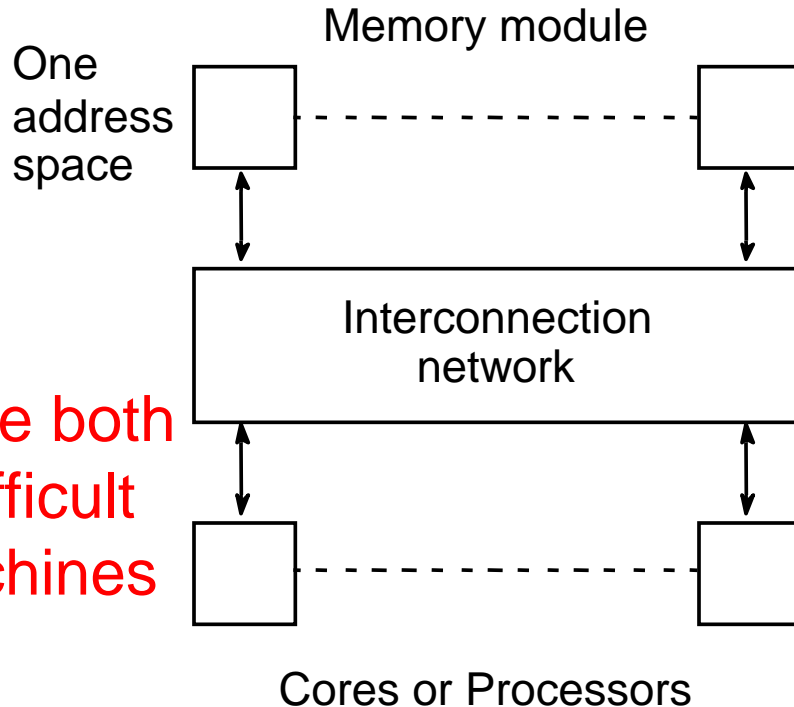 Memory module
One
address
space
Interconnection
network
e both
fficult
chines
Cores or Processors